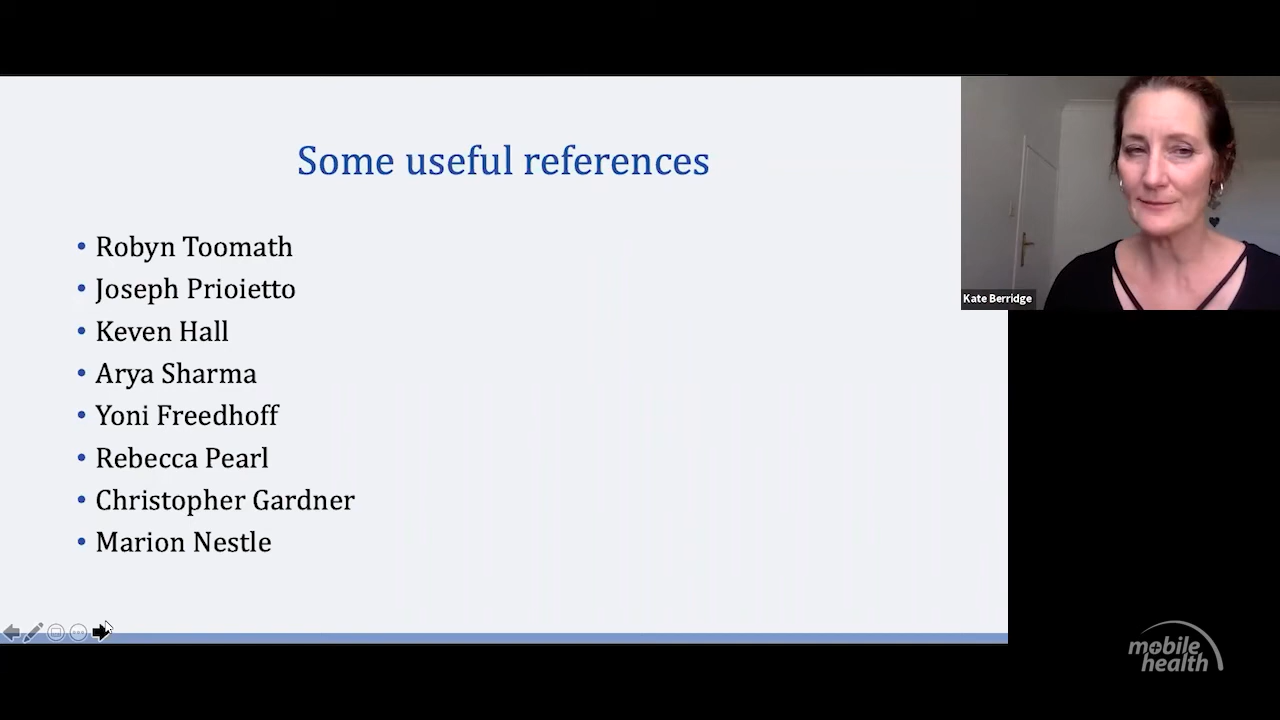 Some useful references
• Robyn Toomath
• Joseph Prioietto
• Keven Hall
• Arya Sharma
• Yoni Freedhoff
• Rebecca Pearl
• Christopher Gardner
• Marion Nestle
Kate Berridge
mobile
health